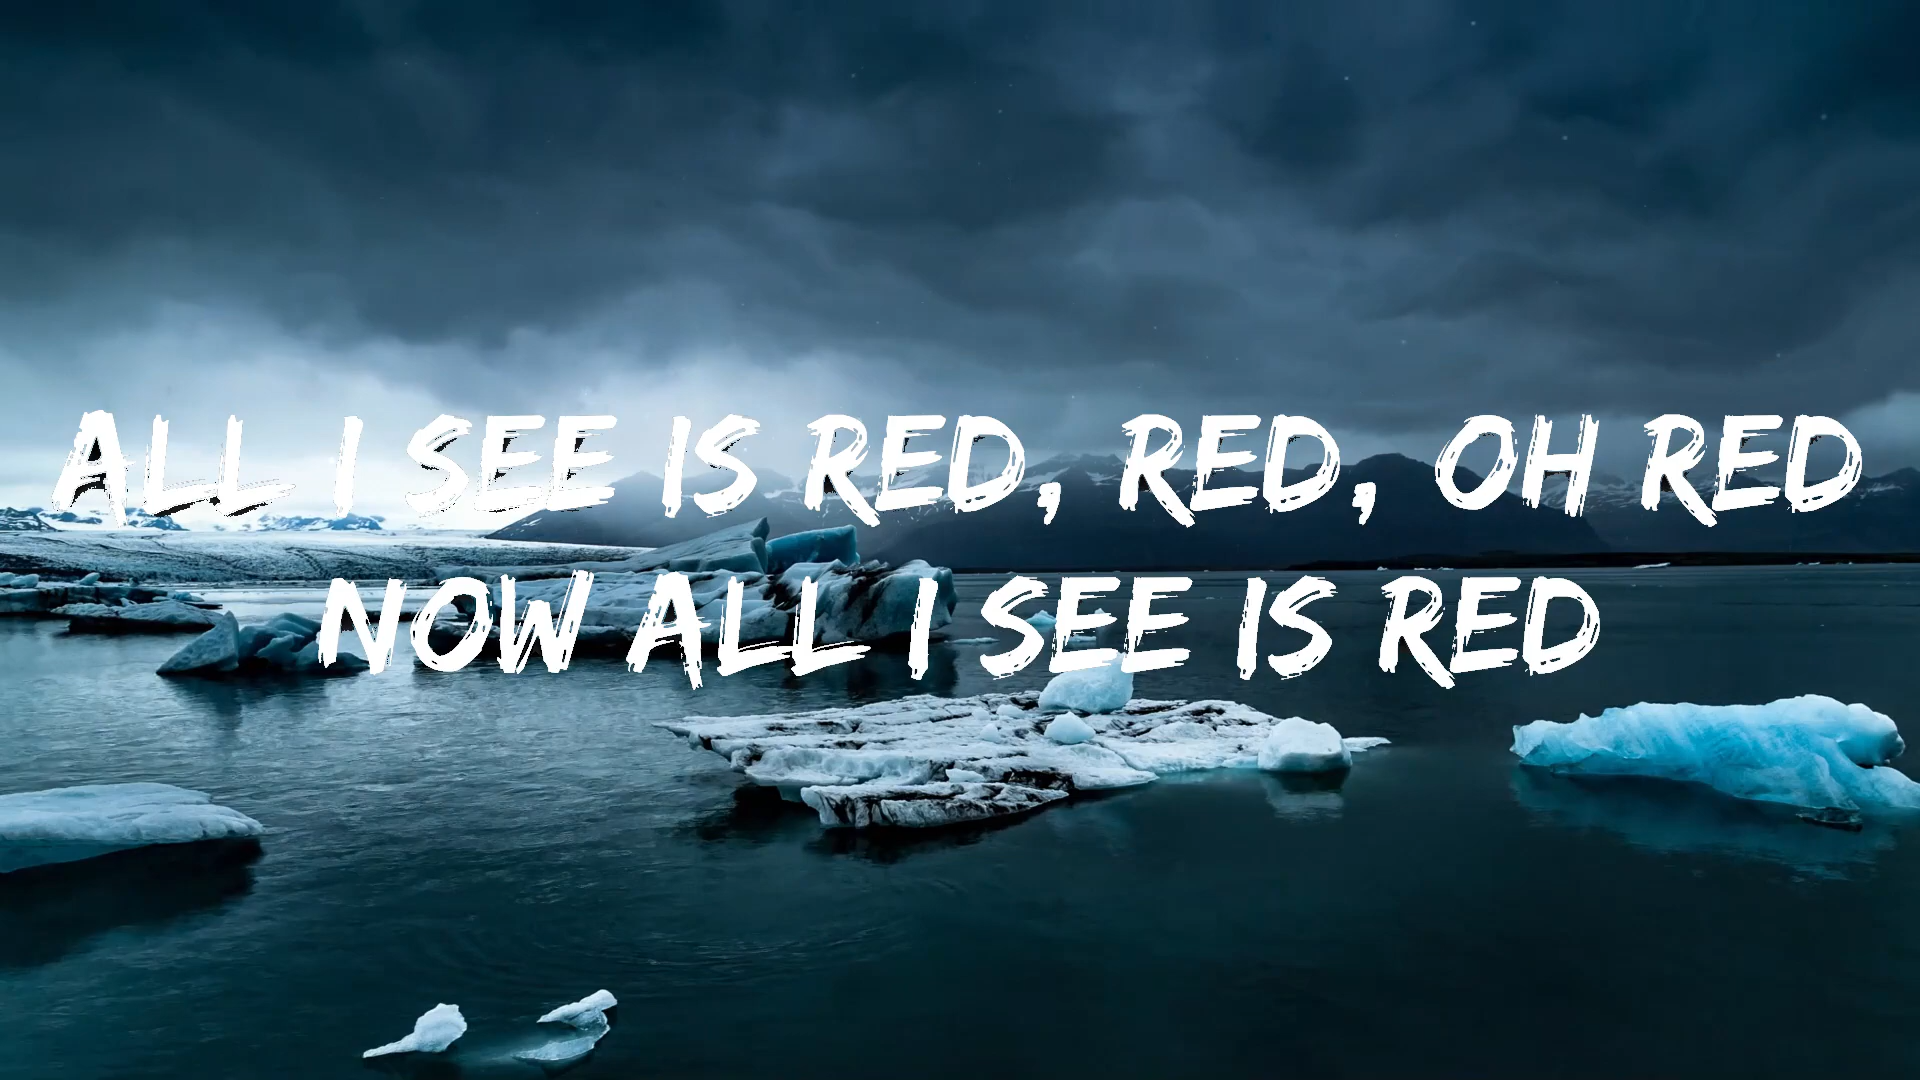 ALL I SEE IS RED, RED, OH RED
NOW ALL I SEE IS RED